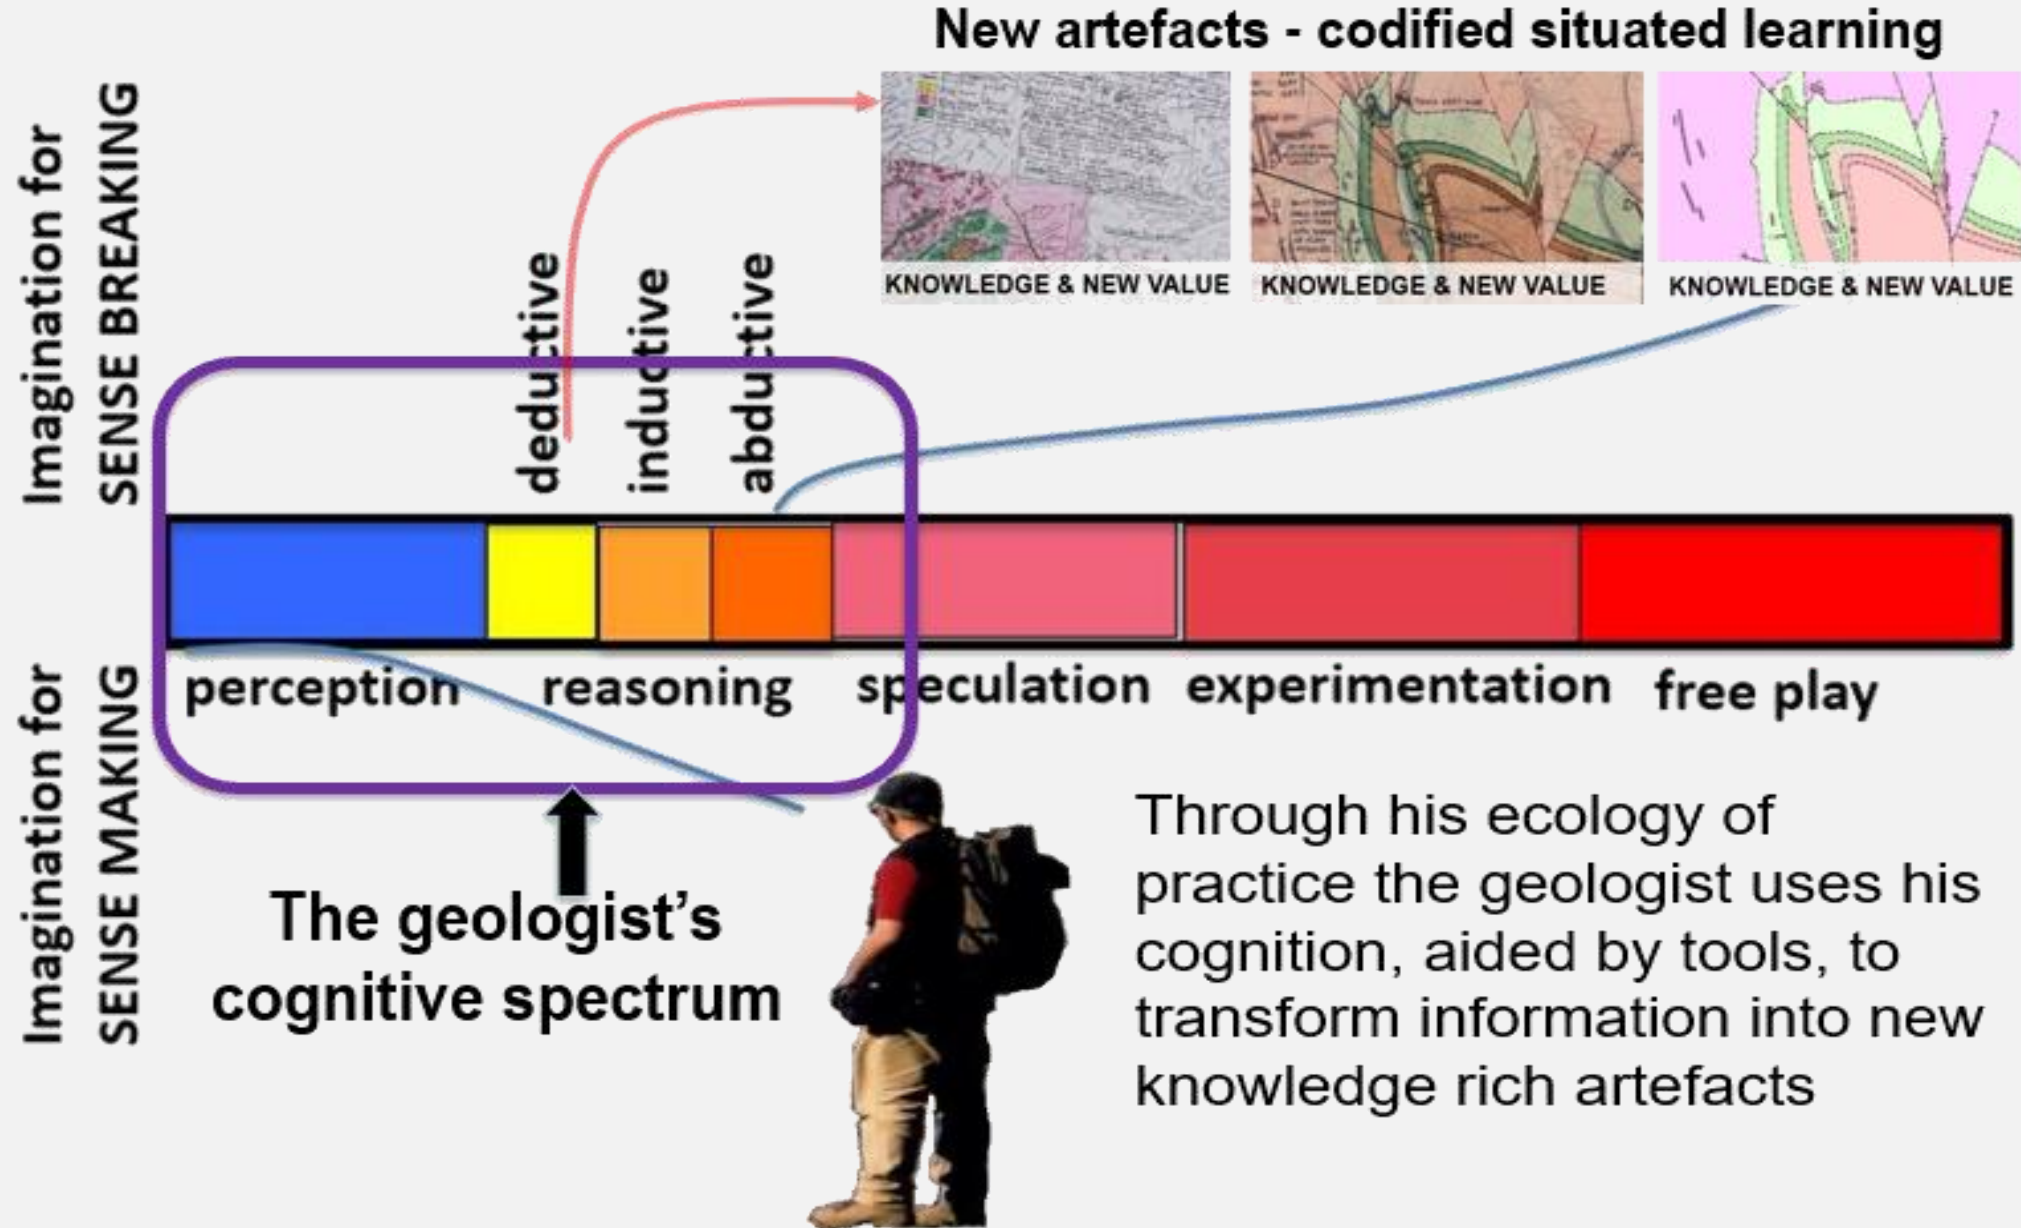 New artefacts - codified situated learning
Imagination for
SENSE BREAKING
KNOWLEDGE & NEW VALUE
KNOWLEDGE & NEW VALUE
KNOWLEDGE & NEW VALUE
deductive
inductive
abductive
perception
reasoning
speculation
experimentation
free play
Imagination for
SENSE MAKING
The geologist’s
cognitive spectrum
Through his ecology of
practice the geologist uses his
cognition, aided by tools, to
transform information into new
knowledge rich artefacts